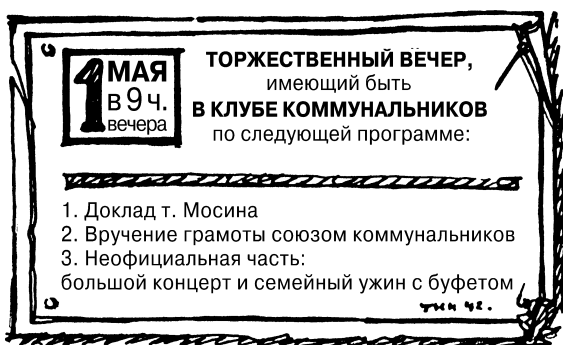 1 МАЯ
в 9 ч.
вечера
ТОРЖЕСТВЕННЫЙ ВЕЧЕР,
имеющий быть
В КЛУБЕ КОММУНАЛЬНИКОВ
по следующей программе:
1. Доклад т. Мосина
2. Вручение грамоты союзом коммунальников
3. Неофициальная часть:
большой концерт и семейный ужин с буфетом